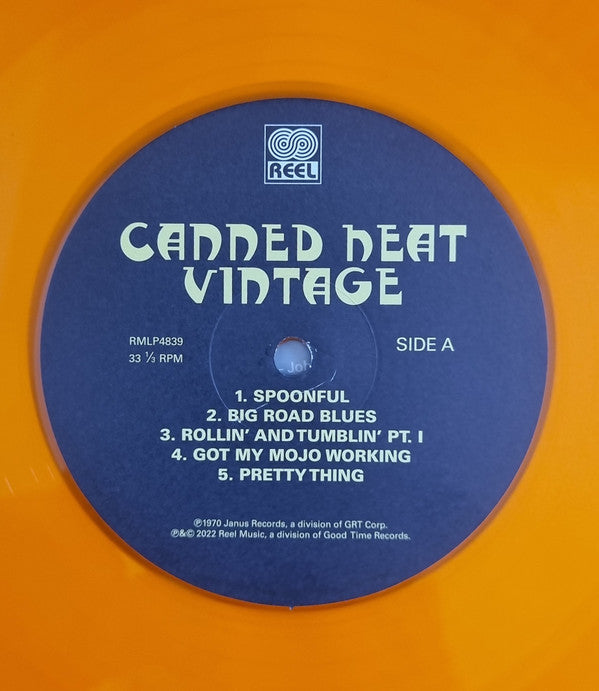 REEL
CANNED HEAT
VINTAGE
RMLP4839
33 ⅓ RPM
SIDE A
1. SPOONFUL
2. BIG ROAD BLUES
3. ROLLIN' AND TUMBLIN' PT. I
4. GOT MY MOJO WORKING
5. PRETTY THING
℗1970 Janus Records, a division of GRT Corp.
℗&© 2022 Reel Music, a division of Good Time Records.